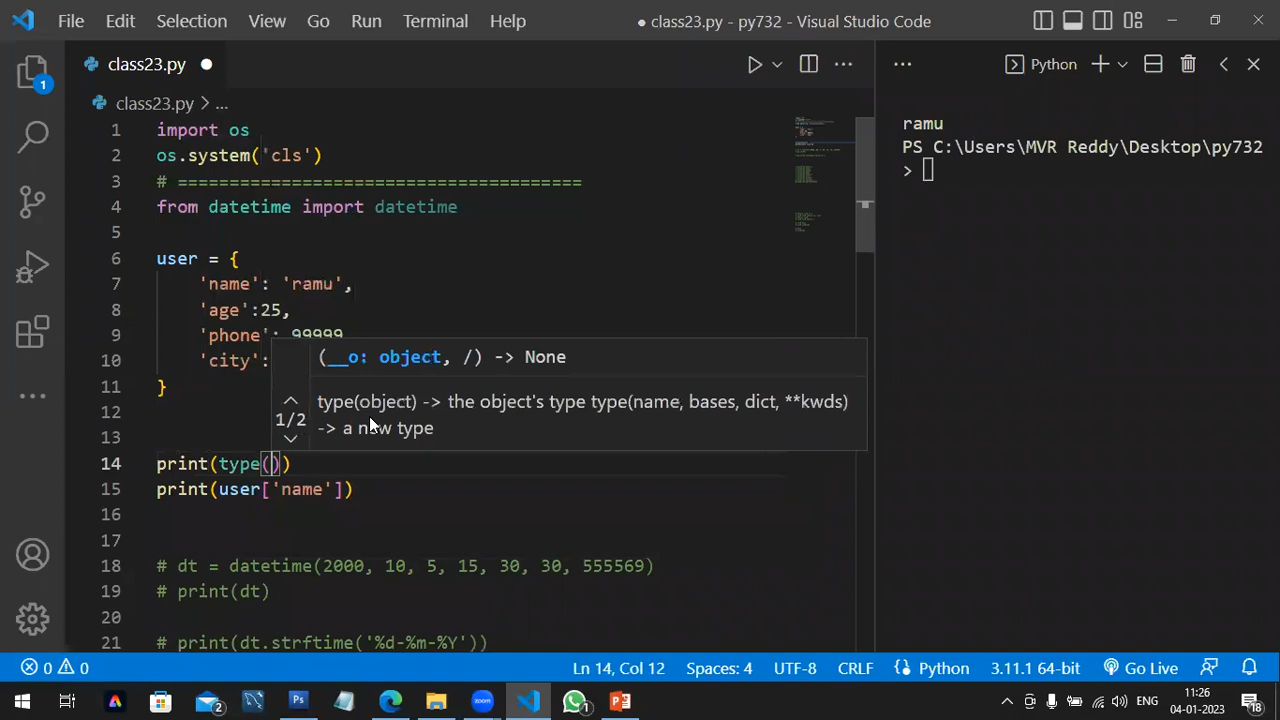 File Edit Selection View Go Run Terminal Help ● class23.py - py732 - Visual Studio Code
class23.py ●
Python
class23.py > ...
1 import os
2 os.system('cls')
3 # =======================================
4 from datetime import datetime
5
6 user = {
7 'name': 'ramu',
8 'age':25,
9 'phone': 99999
10 'city':
11 }
12
13
14 print(type())
15 print(user['name'])
16
17
18 # dt = datetime(2000, 10, 5, 15, 30, 30, 555569)
19 # print(dt)
20
21 # print(dt.strftime('%d-%m-%Y'))
(__o: object, /) -> None
1/2
type(object) -> the object's type type(name, bases, dict, **kwds)
-> a new type
ramu
PS C:\Users\MVR Reddy\Desktop\py732
>
1
0 0 Ln 14, Col 12 Spaces: 4 UTF-8 CRLF Python 3.11.1 64-bit Go Live
2 Ps zoom 1 ENG 11:26
04-01-2023 18